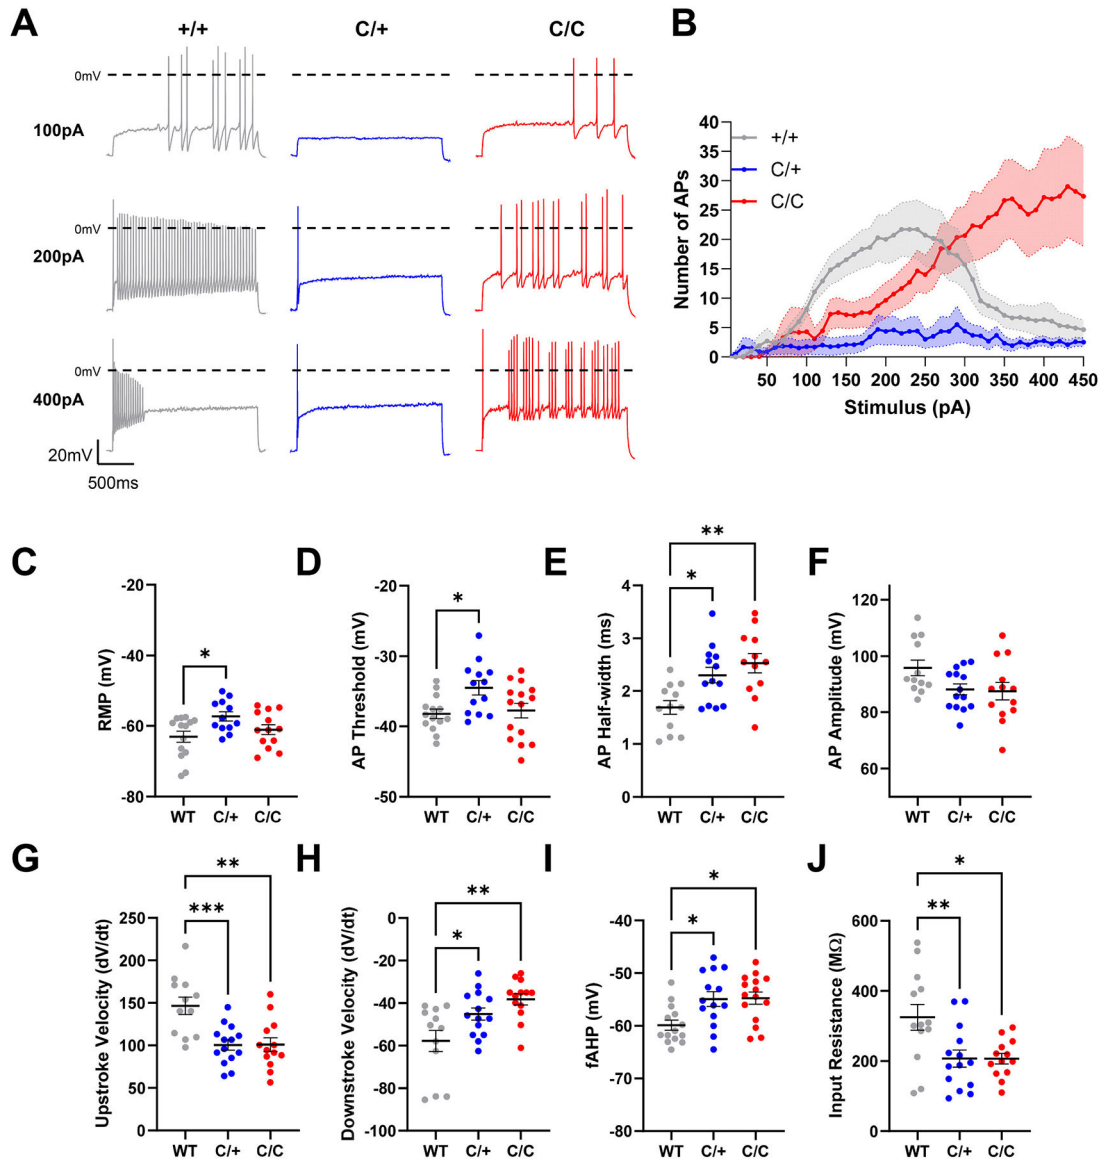 A
+/+
C/+
C/C
0mV
100pA
0mV
200pA
0mV
400pA
20mV
500ms
B
40
35
30
25
20
15
10
5
0
Number of APs
+/+
C/+
C/C
50
100
150
200
250
300
350
400
450
Stimulus (pA)
C
-20
-40
-60
-80
RMP (mV)
*
WT
C/+
C/C
D
-20
-30
-40
-50
AP Threshold (mV)
*
WT
C/+
C/C
E
4
3
2
1
0
AP Half-width (ms)
**
*
WT
C/+
C/C
F
120
100
80
60
AP Amplitude (mV)
WT
C/+
C/C
G
250
200
150
100
50
0
Upstroke Velocity (dV/dt)
**
***
WT
C/+
C/C
H
0
-20
-40
-60
-80
-100
Downstroke Velocity (dV/dt)
**
*
WT
C/+
C/C
I
-40
-50
-60
-70
-80
fAHP (mV)
*
*
WT
C/+
C/C
J
600
400
200
0
Input Resistance (MΩ)
*
**
WT
C/+
C/C